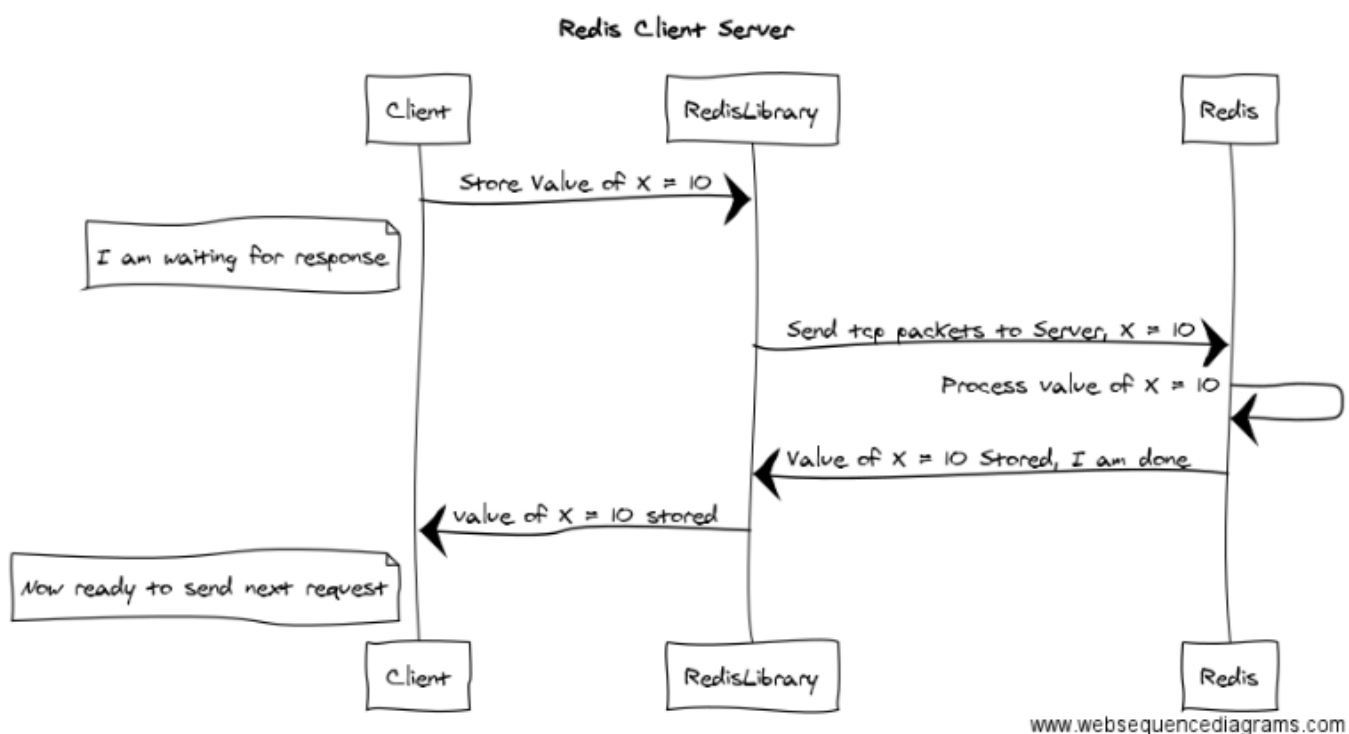 Redis Client Server
Client
RedisLibrary
Redis
Store Value of X = 10
I am waiting for response
Send tcp packets to Server, X = 10
Process value of X = 10
Value of X = 10 Stored, I am done
value of X = 10 stored
Now ready to send next request
Client
RedisLibrary
Redis
www.websequencediagrams.com